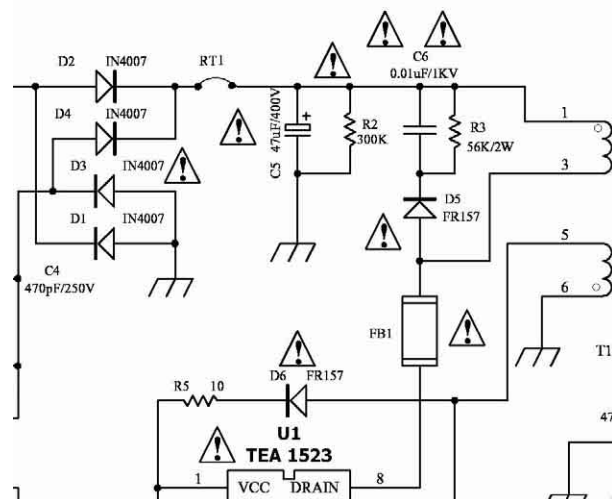 D2 IN4007 RT1
C6
0.01uF/1KV
D4 IN4007
C5 47uF/400V +
R2
300K
R3
56K/2W
1
D3 IN4007
3
D5
FR157
D1 IN4007
5
C4
470pF/250V
6
FB1
T1
D6 FR157
R5 10
U1
TEA 1523
47
1 VCC DRAIN 8